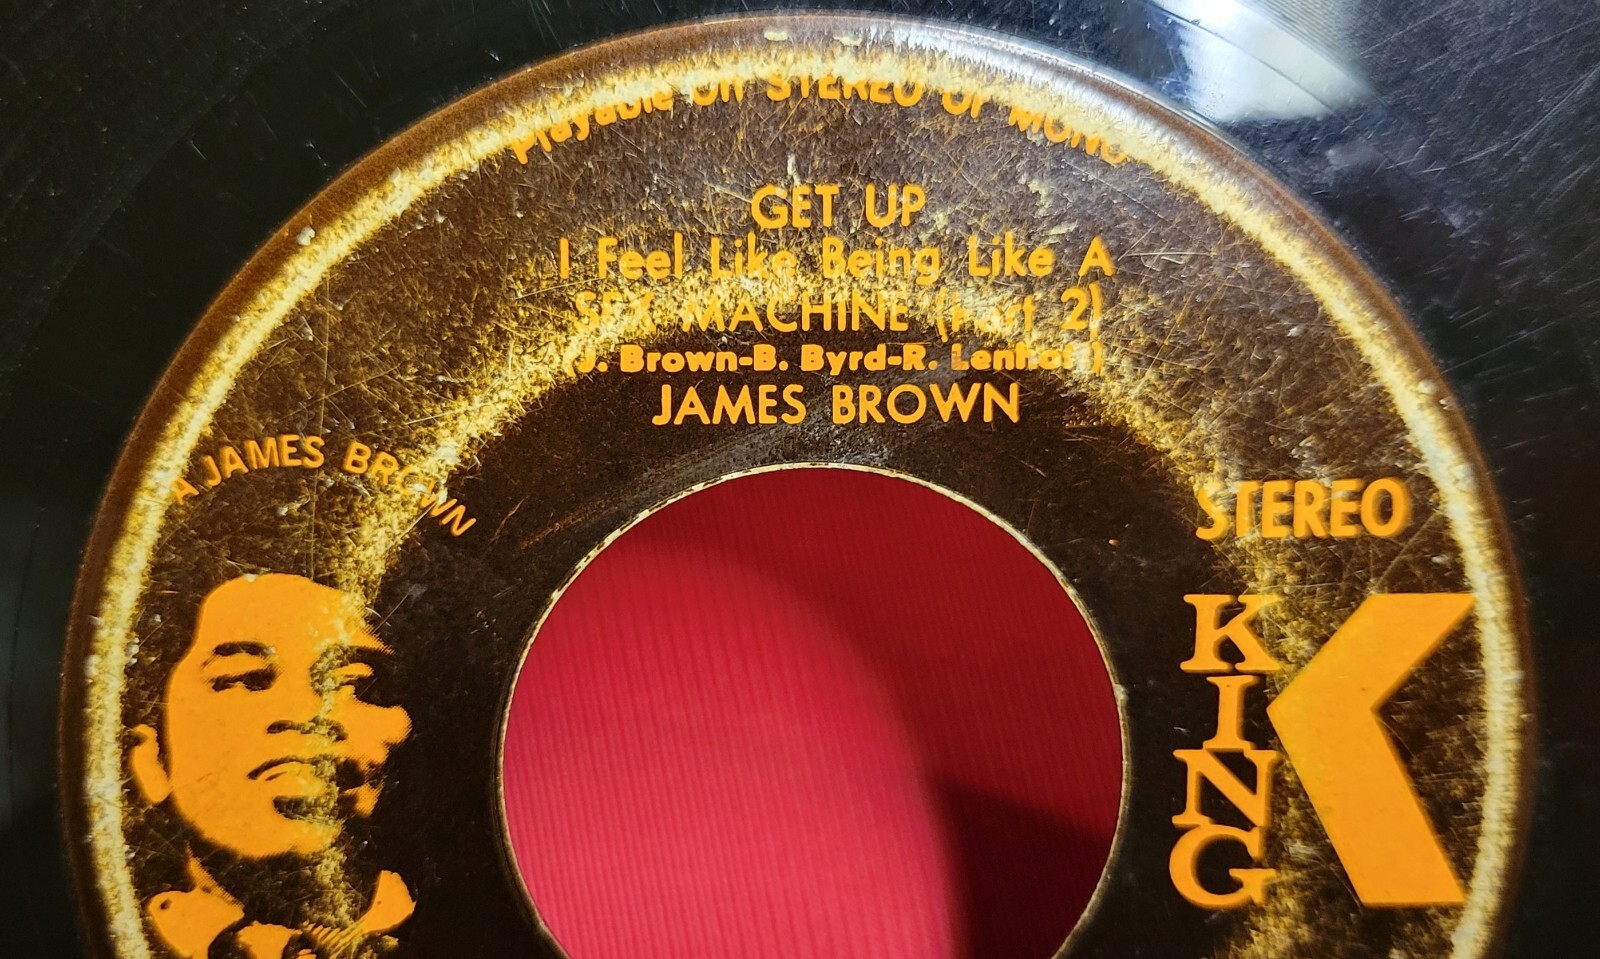 Playable on STEREO or MONO
GET UP
I Feel Like Being Like A
SEX MACHINE (Part 2)
(J. Brown-B. Byrd-R. Lenhof )
JAMES BROWN
A JAMES BROWN
STEREO
KING
K